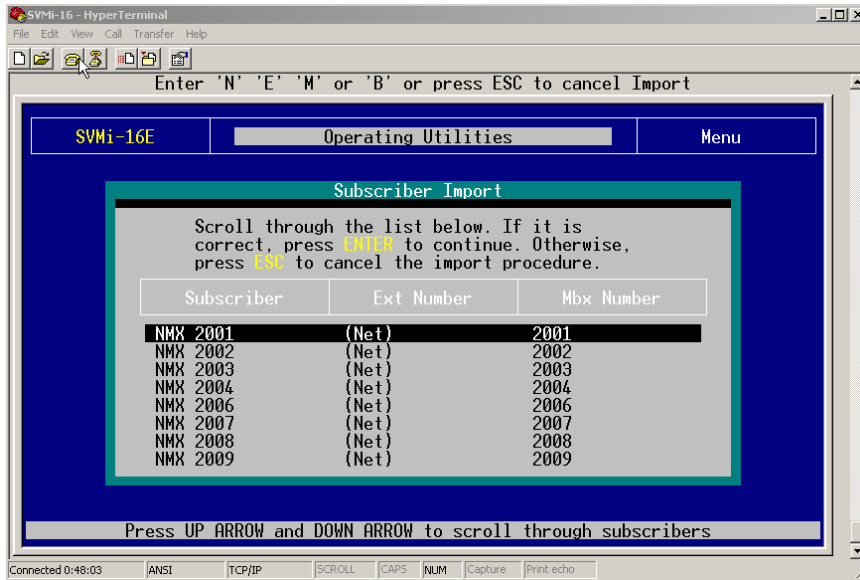 SVMi-16 - HyperTerminal
File Edit View Call Transfer Help
Enter 'N' 'E' 'M' or 'B' or press ESC to cancel Import
SVMi-16E Operating Utilities Menu
Subscriber Import
Scroll through the list below. If it is
correct, press ENTER to continue. Otherwise,
press ESC to cancel the import procedure.
Subscriber Ext Number Mbx Number
NMX 2001 (Net) 2001
NMX 2002 (Net) 2002
NMX 2003 (Net) 2003
NMX 2004 (Net) 2004
NMX 2006 (Net) 2006
NMX 2007 (Net) 2007
NMX 2008 (Net) 2008
NMX 2009 (Net) 2009
Press UP ARROW and DOWN ARROW to scroll through subscribers
Connected 0:48:03 ANSI TCP/IP SCROLL CAPS NUM Capture Print echo